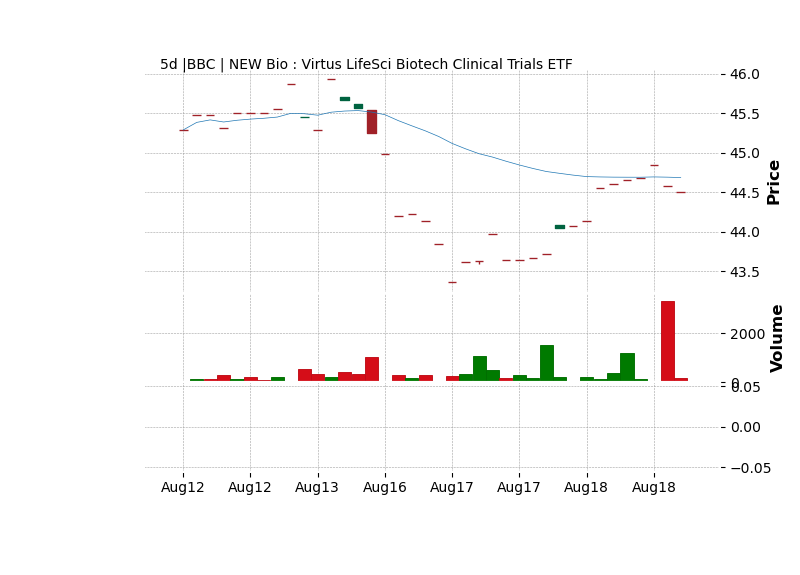 5d |BBC | NEW Bio : Virtus LifeSci Biotech Clinical Trials ETF
46.0
45.5
45.0
44.5
44.0
43.5
Price
2000
0
Volume
0.05
0.00
−0.05
Aug12 Aug12 Aug13 Aug16 Aug17 Aug17 Aug18 Aug18